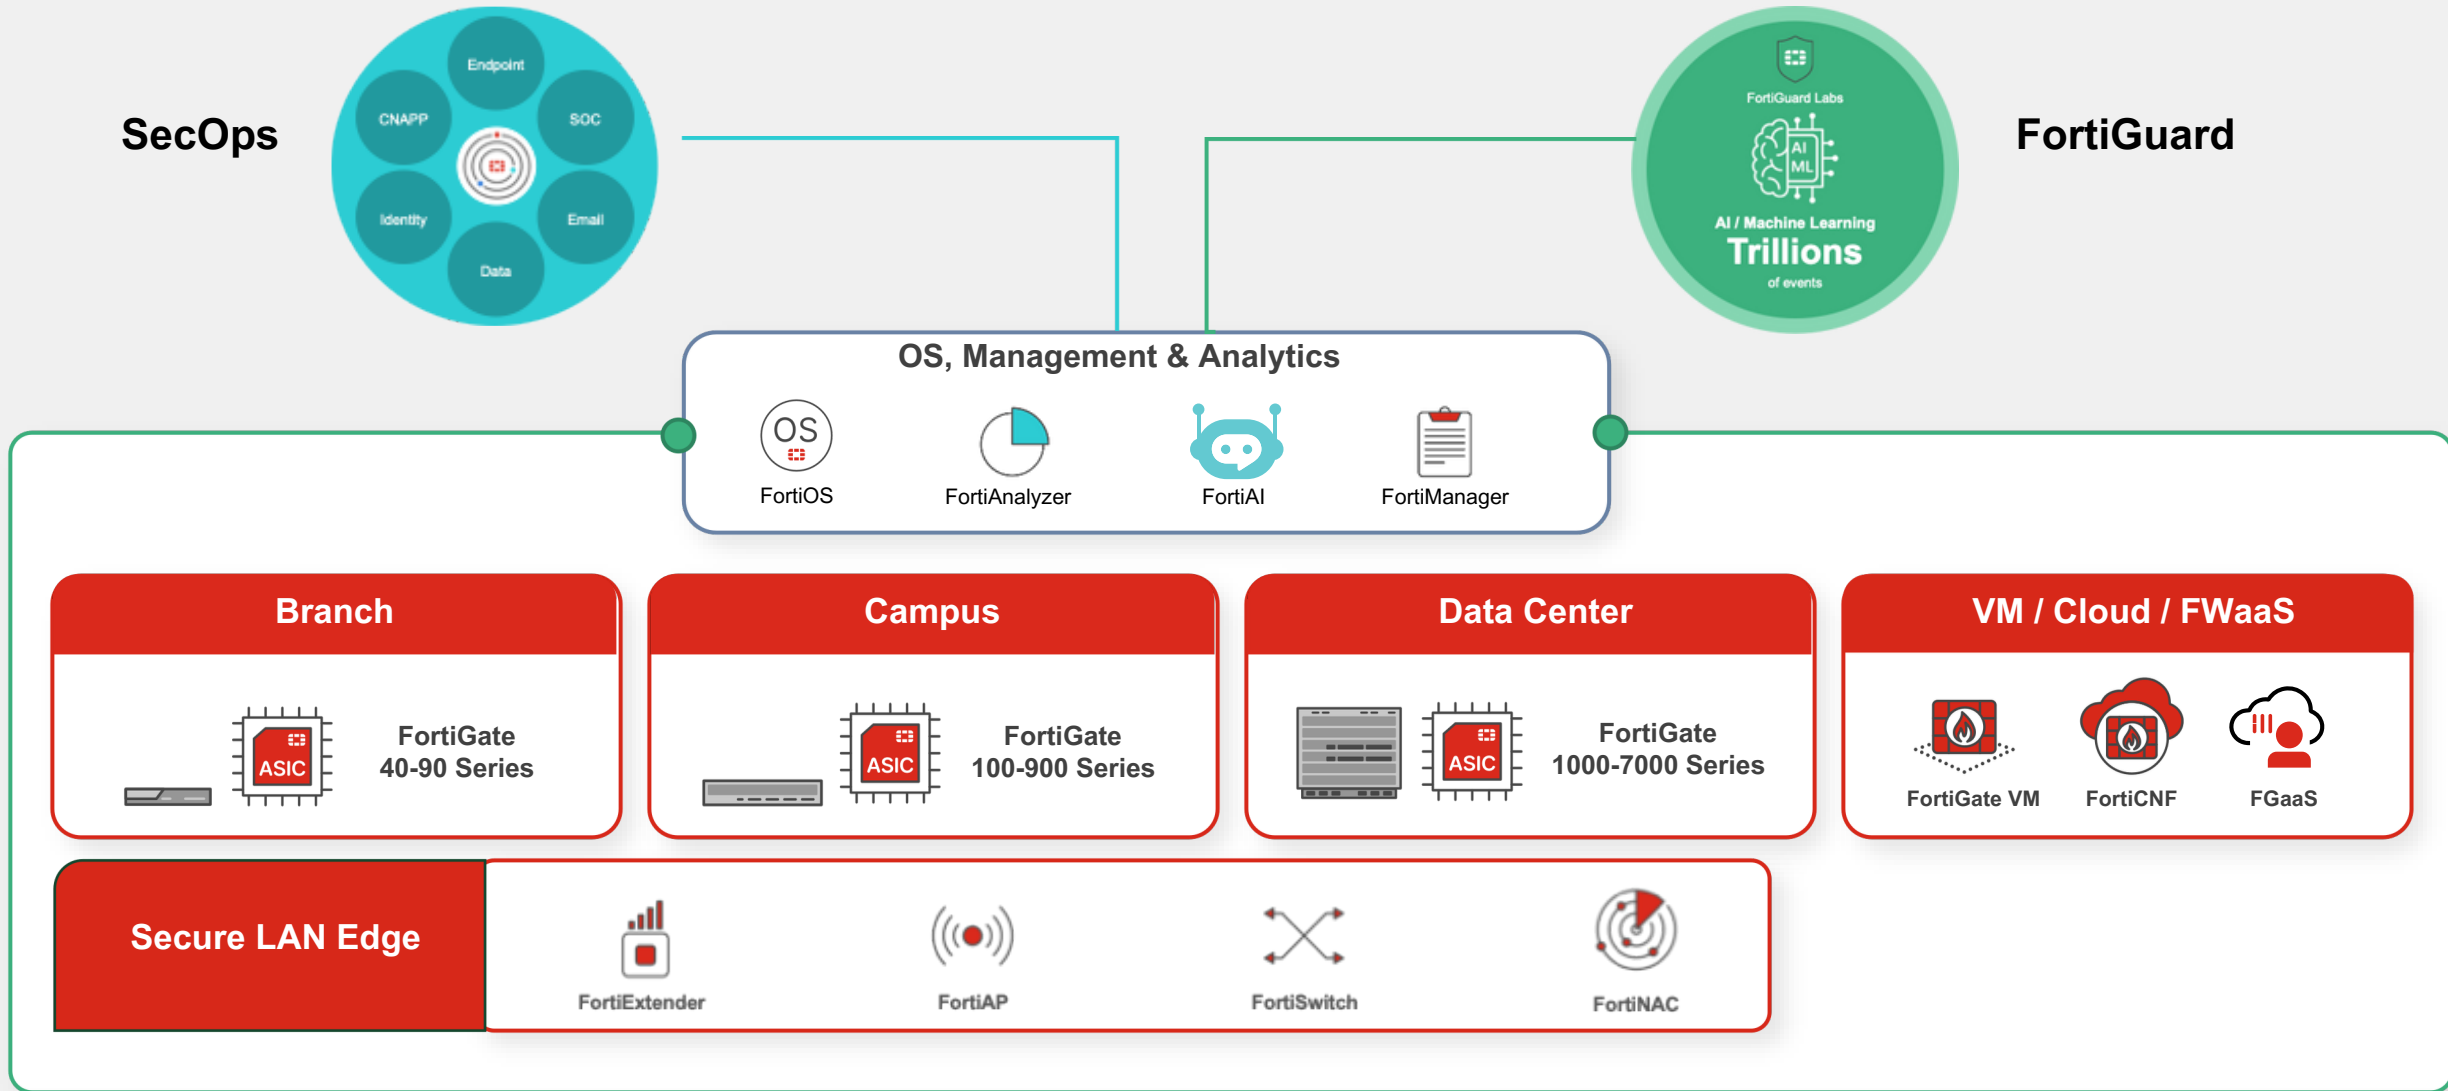 SecOps
Endpoint
CNAPP
SOC
Identity
Email
Data
FortiGuard Labs
AI
ML
AI / Machine Learning
Trillions
of events
FortiGuard
OS, Management & Analytics
OS
FortiOS
FortiAnalyzer
FortiAI
FortiManager
Branch
ASIC
FortiGate
40-90 Series
Campus
ASIC
FortiGate
100-900 Series
Data Center
ASIC
FortiGate
1000-7000 Series
VM / Cloud / FWaaS
FortiGate VM
FortiCNF
FGaaS
Secure LAN Edge
FortiExtender
FortiAP
FortiSwitch
FortiNAC